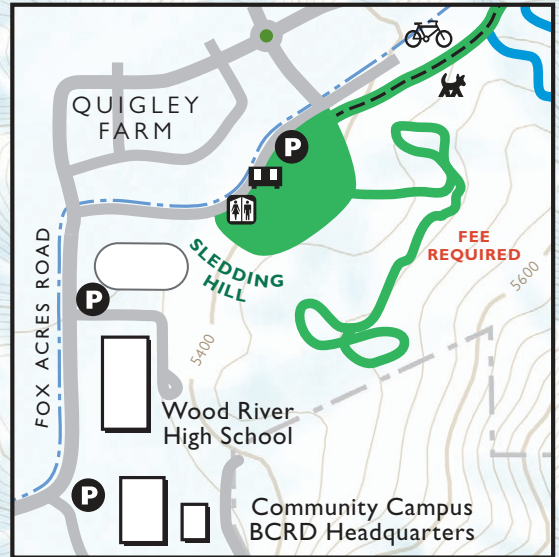 QUIGLEY
FARM
P
FEE
REQUIRED
SLEDDING
HILL
5600
FOX ACRES ROAD
P
5400
Wood River
High School
P
Community Campus
BCRD Headquarters